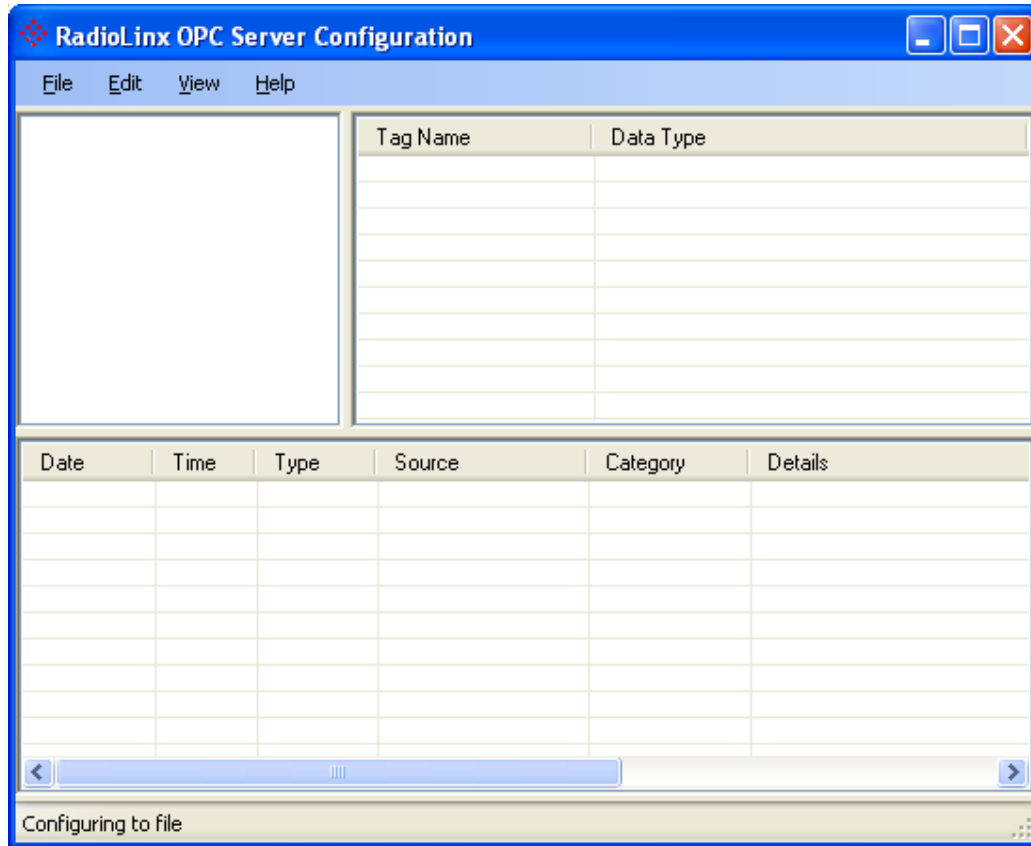 RadioLinx OPC Server Configuration
File Edit View Help
Tag Name Data Type
Date Time Type Source Category Details
Configuring to file